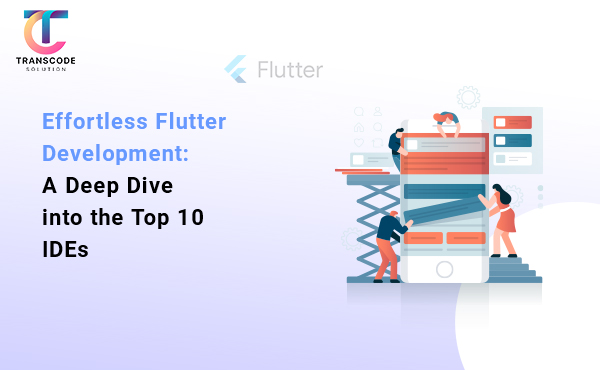 TRANSCODE
SOLUTION
Flutter
Effortless Flutter
Development:
A Deep Dive
into the Top 10
IDEs